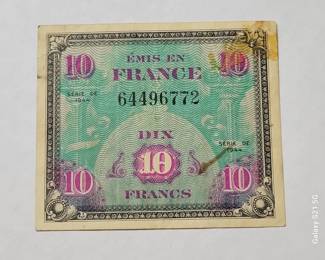 10 ÉMIS EN 10
FRANCE
SÉRIE DE
1944
64496772
DIX
SÉRIE DE
1944
10
10 FRANCS 10
Galaxy S21 5G